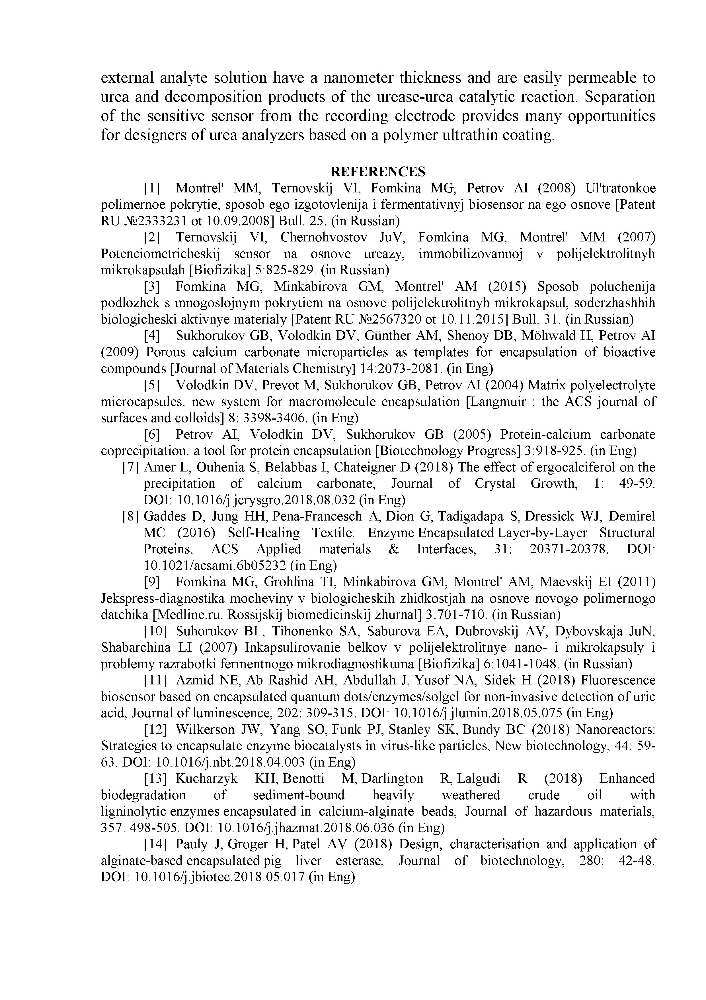 external analyte solution have a nanometer thickness and are easily permeable to
urea and decomposition products of the urease-urea catalytic reaction. Separation
of the sensitive sensor from the recording electrode provides many opportunities
for designers of urea analyzers based on a polymer ultrathin coating.
REFERENCES
[1] Montrel' MM, Ternovskij VI, Fomkina MG, Petrov AI (2008) Ul'tratonkoe
polimernoe pokrytie, sposob ego izgotovlenija i fermentativnyj biosensor na ego osnove [Patent
RU №2333231 ot 10.09.2008] Bull. 25. (in Russian)
[2] Ternovskij VI, Chernohvostov JuV, Fomkina MG, Montrel' MM (2007)
Potenciometricheskij sensor na osnove ureazy, immobilizovannoj v polijelektrolitnyh
mikrokapsulah [Biofizika] 5:825-829. (in Russian)
[3] Fomkina MG, Minkabirova GM, Montrel' AM (2015) Sposob poluchenija
podlozhek s mnogoslojnym pokrytiem na osnove polijelektrolitnyh mikrokapsul, soderzhashhih
biologicheski aktivnye materialy [Patent RU №2567320 ot 10.11.2015] Bull. 31. (in Russian)
[4] Sukhorukov GB, Volodkin DV, Günther AM, Shenoy DB, Möhwald H, Petrov AI
(2009) Porous calcium carbonate microparticles as templates for encapsulation of bioactive
compounds [Journal of Materials Chemistry] 14:2073-2081. (in Eng)
[5] Volodkin DV, Prevot M, Sukhorukov GB, Petrov AI (2004) Matrix polyelectrolyte
microcapsules: new system for macromolecule encapsulation [Langmuir : the ACS journal of
surfaces and colloids] 8: 3398-3406. (in Eng)
[6] Petrov AI, Volodkin DV, Sukhorukov GB (2005) Protein-calcium carbonate
coprecipitation: a tool for protein encapsulation [Biotechnology Progress] 3:918-925. (in Eng)
[7] Amer L, Ouhenia S, Belabbas I, Chateigner D (2018) The effect of ergocalciferol on the
precipitation of calcium carbonate, Journal of Crystal Growth, 1: 49-59.
DOI: 10.1016/j.jcrysgro.2018.08.032 (in Eng)
[8] Gaddes D, Jung HH, Pena-Francesch A, Dion G, Tadigadapa S, Dressick WJ, Demirel
MC (2016) Self-Healing Textile: Enzyme Encapsulated Layer-by-Layer Structural
Proteins, ACS Applied materials & Interfaces, 31: 20371-20378. DOI:
10.1021/acsami.6b05232 (in Eng)
[9] Fomkina MG, Grohlina TI, Minkabirova GM, Montrel' AM, Maevskij EI (2011)
Jekspress-diagnostika mocheviny v biologicheskih zhidkostjah na osnove novogo polimernogo
datchika [Medline.ru. Rossijskij biomedicinskij zhurnal] 3:701-710. (in Russian)
[10] Suhorukov BI., Tihonenko SA, Saburova EA, Dubrovskij AV, Dybovskaja JuN,
Shabarchina LI (2007) Inkapsulirovanie belkov v polijelektrolitnye nano- i mikrokapsuly i
problemy razrabotki fermentnogo mikrodiagnostikuma [Biofizika] 6:1041-1048. (in Russian)
[11] Azmid NE, Ab Rashid AH, Abdullah J, Yusof NA, Sidek H (2018) Fluorescence
biosensor based on encapsulated quantum dots/enzymes/solgel for non-invasive detection of uric
acid, Journal of luminescence, 202: 309-315. DOI: 10.1016/j.jlumin.2018.05.075 (in Eng)
[12] Wilkerson JW, Yang SO, Funk PJ, Stanley SK, Bundy BC (2018) Nanoreactors:
Strategies to encapsulate enzyme biocatalysts in virus-like particles, New biotechnology, 44: 59-
63. DOI: 10.1016/j.nbt.2018.04.003 (in Eng)
[13] Kucharzyk KH, Benotti M, Darlington R, Lalgudi R (2018) Enhanced
biodegradation of sediment-bound heavily weathered crude oil with
ligninolytic enzymes encapsulated in calcium-alginate beads, Journal of hazardous materials,
357: 498-505. DOI: 10.1016/j.jhazmat.2018.06.036 (in Eng)
[14] Pauly J, Groger H, Patel AV (2018) Design, characterisation and application of
alginate-based encapsulated pig liver esterase, Journal of biotechnology, 280: 42-48.
DOI: 10.1016/j.jbiotec.2018.05.017 (in Eng)